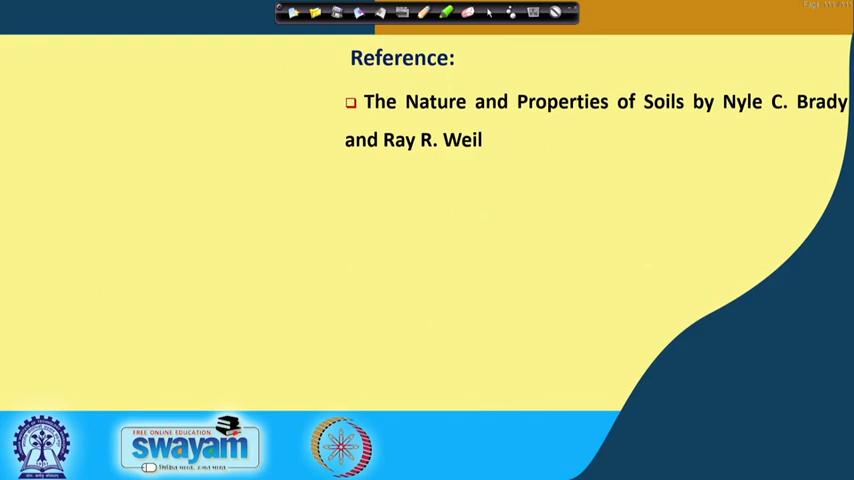 Reference:
❑ The Nature and Properties of Soils by Nyle C. Brady
and Ray R. Weil
FREE ONLINE EDUCATION
swayam